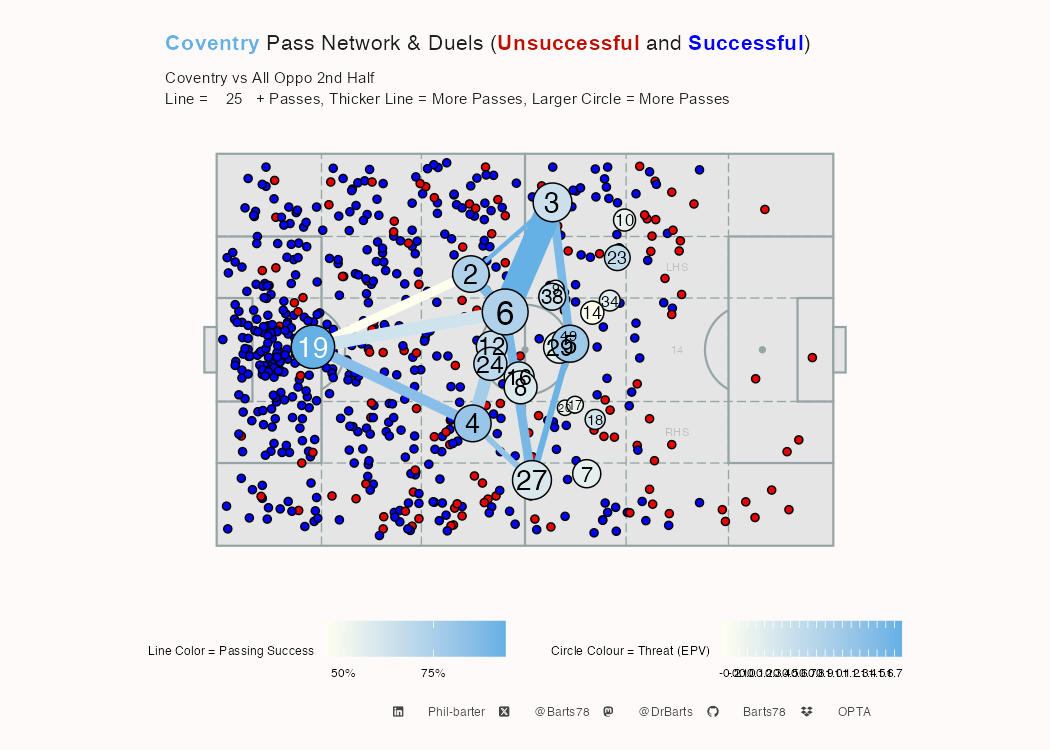 Coventry Pass Network & Duels (Unsuccessful and Successful)
Coventry vs All Oppo 2nd Half
Line = 25 + Passes, Thicker Line = More Passes, Larger Circle = More Passes
3
10
23
LHS
2
38
34
6
14
19
12
29
14
24
16
8
17
18
4
RHS
27
7
Line Color = Passing Success
50%
75%
Circle Colour = Threat (EPV)
Phil-barter
@Barts78
@DrBarts
Barts78
OPTA